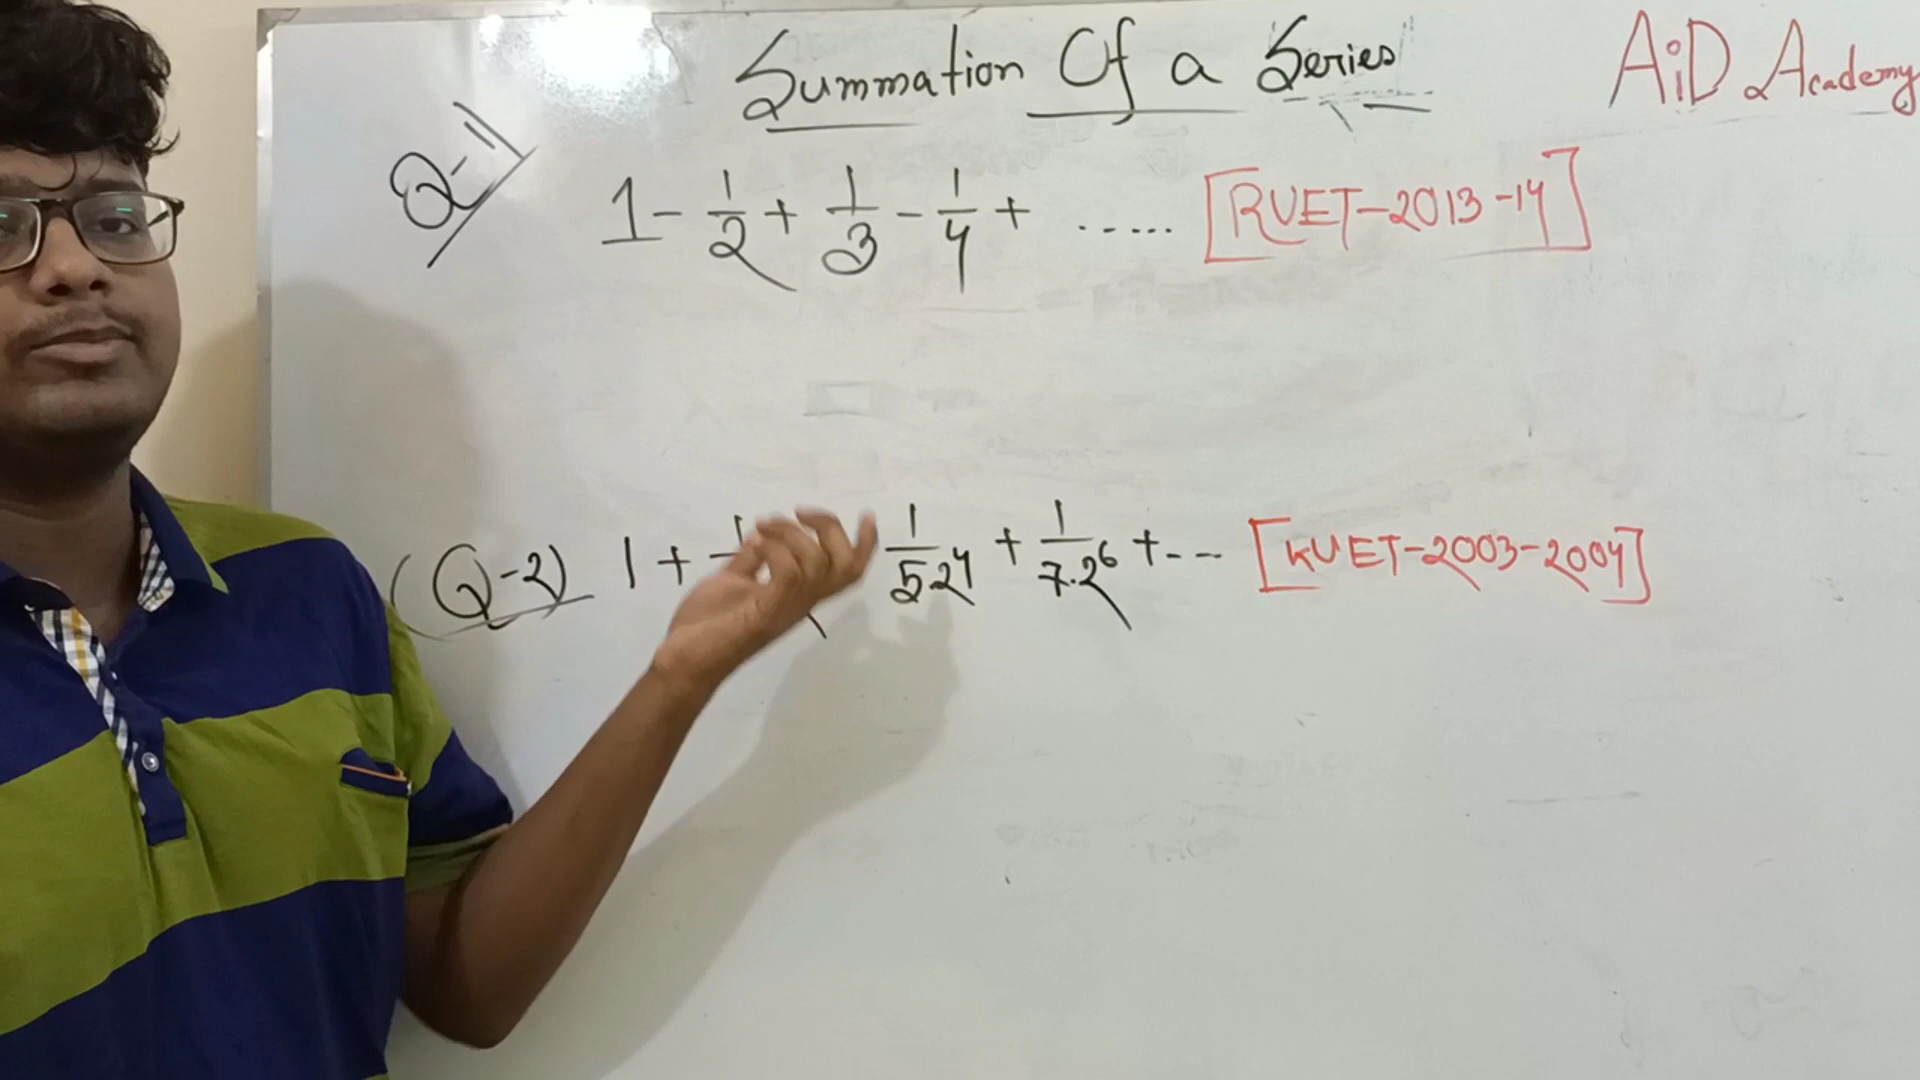 Summation Of a Series
AiD Academy
Q-1 1 - 1/2 + 1/3 - 1/4 + ..... [RUET-2013-14]
(Q-2) 1 + 1/5.2^4 + 1/7.2^6 + --- [KUET-2003-2004]